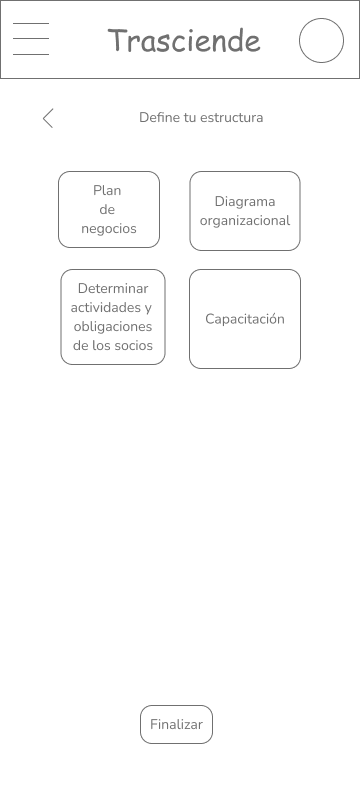 Trasciende
Define tu estructura
Plan
de
negocios
Diagrama
organizacional
Determinar
actividades y
obligaciones
de los socios
Capacitación
Finalizar